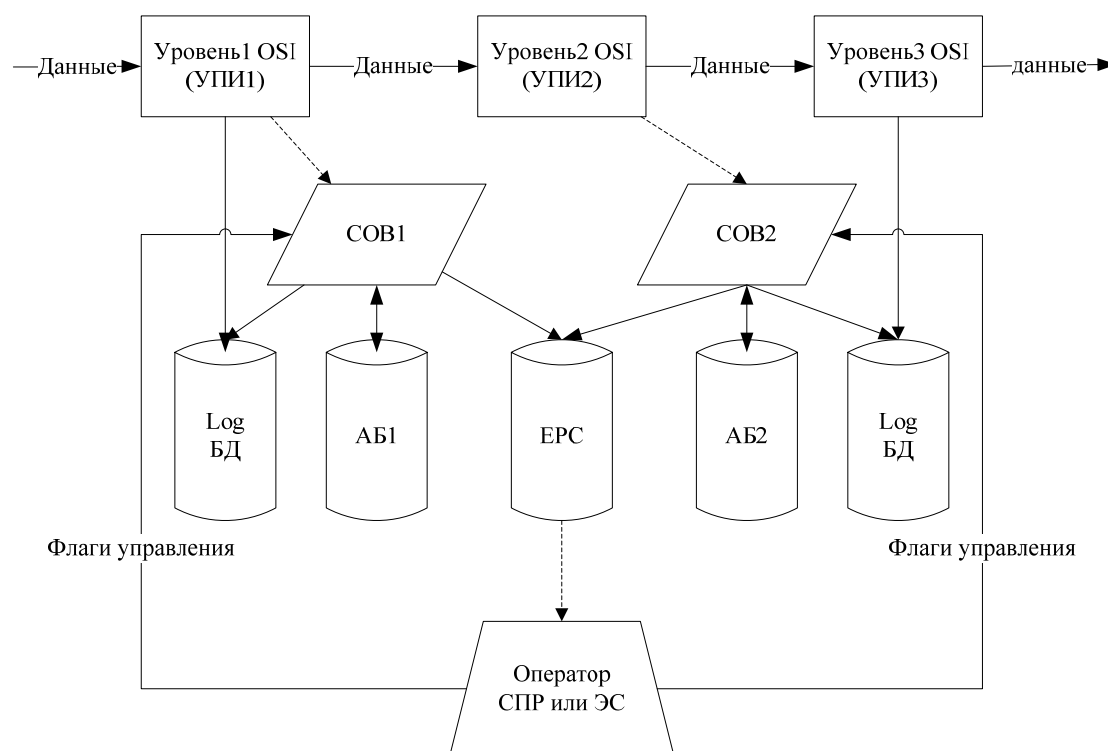 Данные
Уровень1 OSI
(УПИ1)
Данные
Уровень2 OSI
(УПИ2)
Данные
Уровень3 OSI
(УПИ3)
данные
СОВ1
СОВ2
Log
БД
АБ1
ЕРС
АБ2
Log
БД
Флаги управления
Флаги управления
Оператор
СПР или ЭС